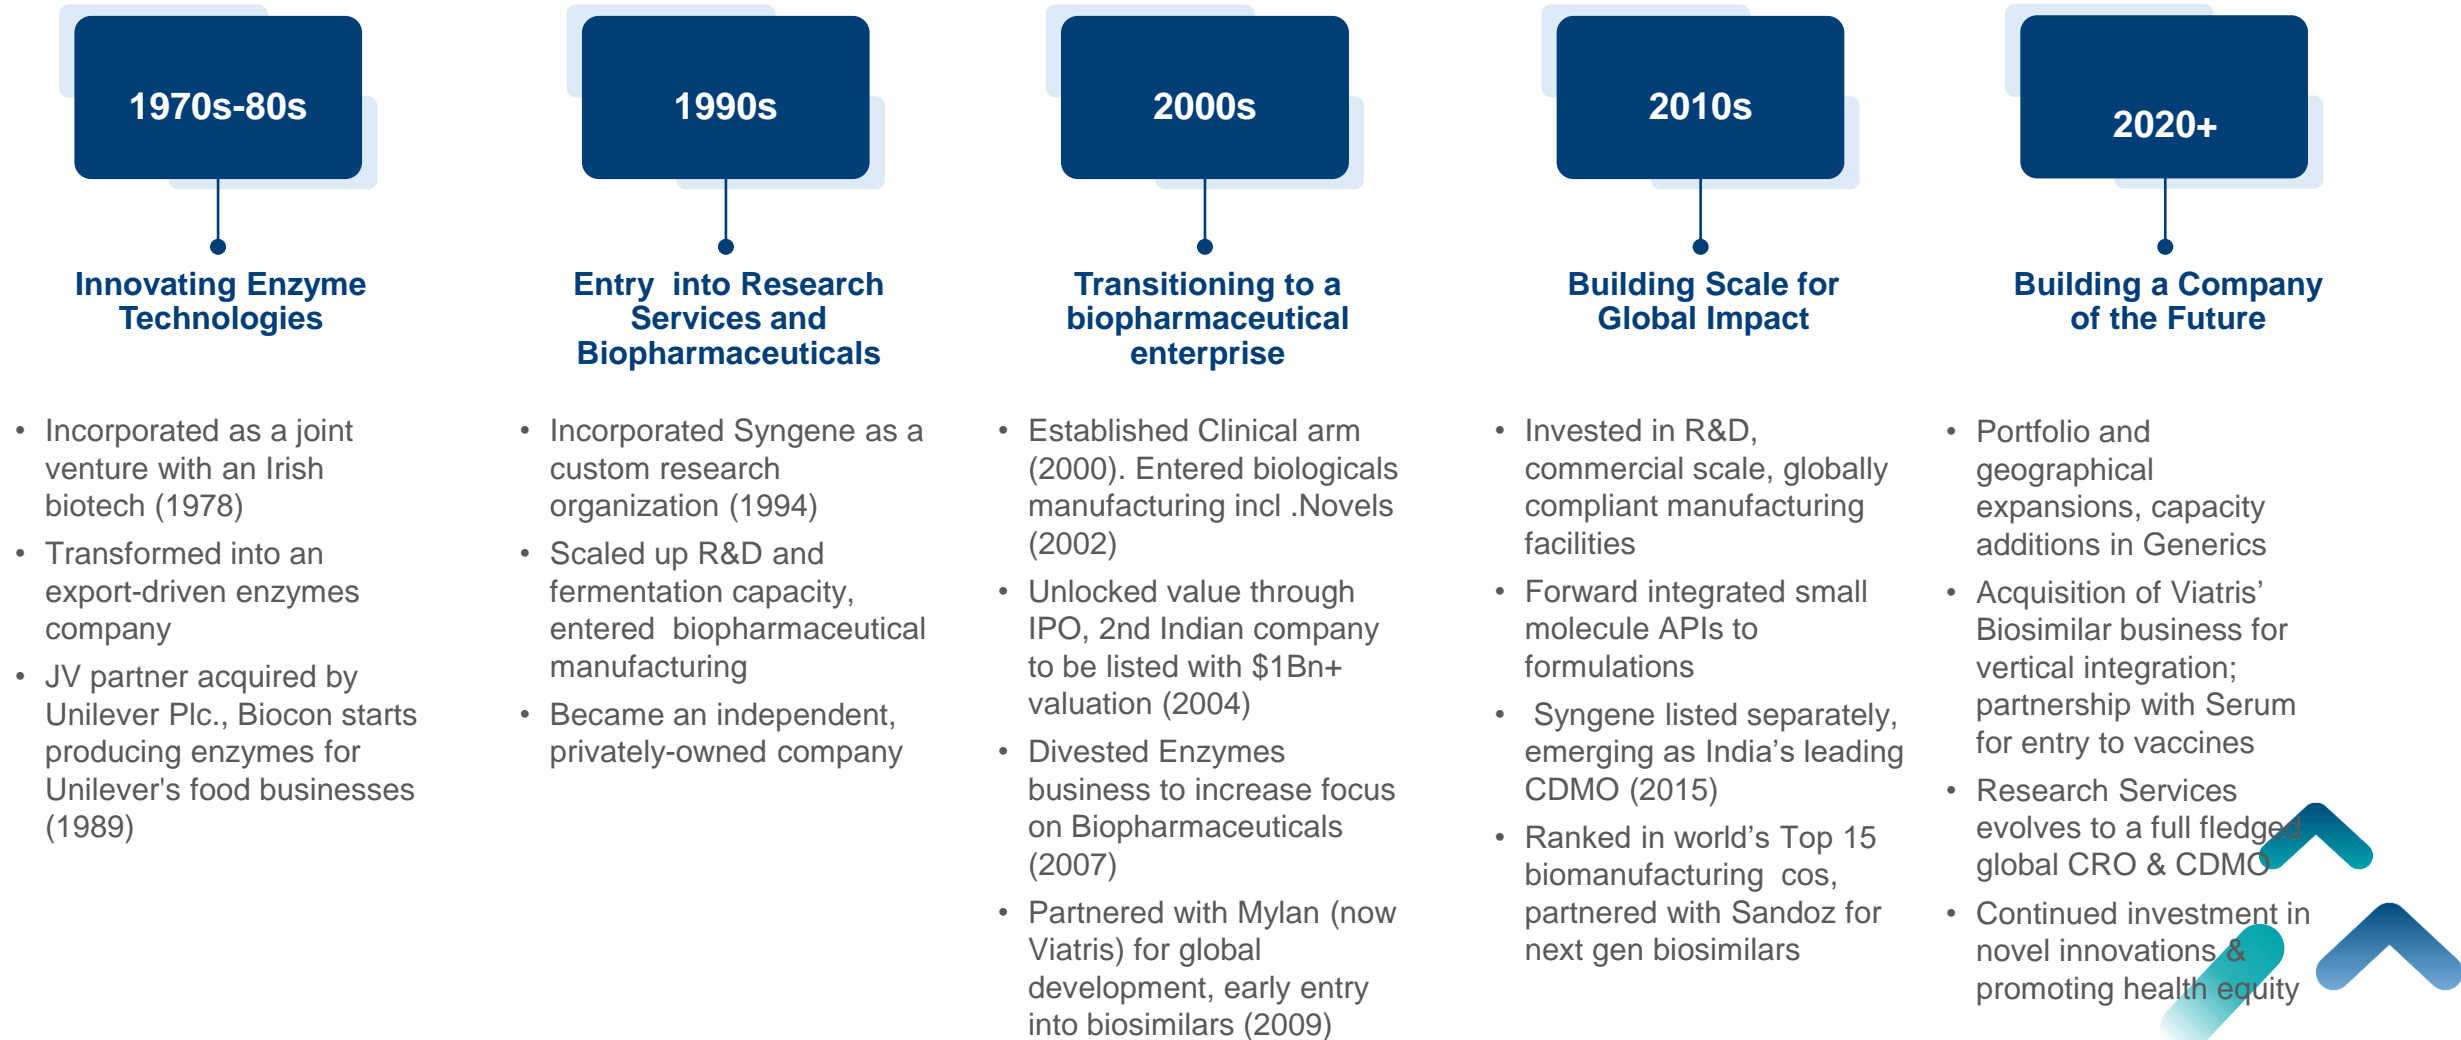 1970s-80s
Innovating Enzyme
Technologies
• Incorporated as a joint
venture with an Irish
biotech (1978)
• Transformed into an
export-driven enzymes
company
• JV partner acquired by
Unilever Plc., Biocon starts
producing enzymes for
Unilever's food businesses
(1989)
1990s
Entry  into Research
Services and
Biopharmaceuticals
• Incorporated Syngene as a
custom research
organization (1994)
• Scaled up R&D and
fermentation capacity,
entered  biopharmaceutical
manufacturing
• Became an independent,
privately-owned company
2000s
Transitioning to a
biopharmaceutical
enterprise
• Established Clinical arm
(2000). Entered biologicals
manufacturing incl .Novels
(2002)
• Unlocked value through
IPO, 2nd Indian company
to be listed with $1Bn+
valuation (2004)
• Divested Enzymes
business to increase focus
on Biopharmaceuticals
(2007)
• Partnered with Mylan (now
Viatris) for global
development, early entry
into biosimilars (2009)
2010s
Building Scale for
Global Impact
• Invested in R&D,
commercial scale, globally
compliant manufacturing
facilities
• Forward integrated small
molecule APIs to
formulations
• Syngene listed separately,
emerging as India’s leading
CDMO (2015)
• Ranked in world’s Top 15
biomanufacturing  cos,
partnered with Sandoz for
next gen biosimilars
2020+
Building a Company
of the Future
• Portfolio and
geographical
expansions, capacity
additions in Generics
• Acquisition of Viatris’
Biosimilar business for
vertical integration;
partnership with Serum
for entry to vaccines
• Research Services
evolves to a full fledged
global CRO & CDMO
• Continued investment in
novel innovations &
promoting health equity